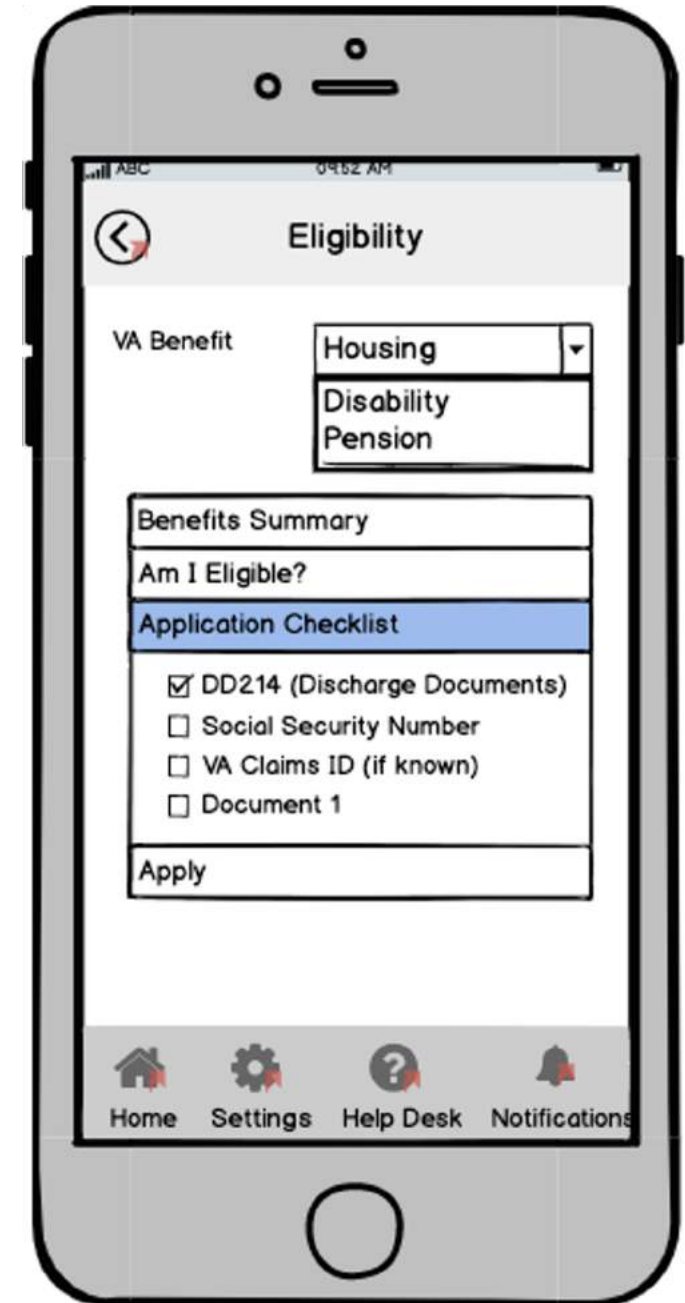 ABC 09:52 AM
Eligibility
VA Benefit Housing
Disability
Pension
Benefits Summary
Am I Eligible?
Application Checklist
DD214 (Discharge Documents)
Social Security Number
VA Claims ID (if known)
Document 1
Apply
Home Settings Help Desk Notifications